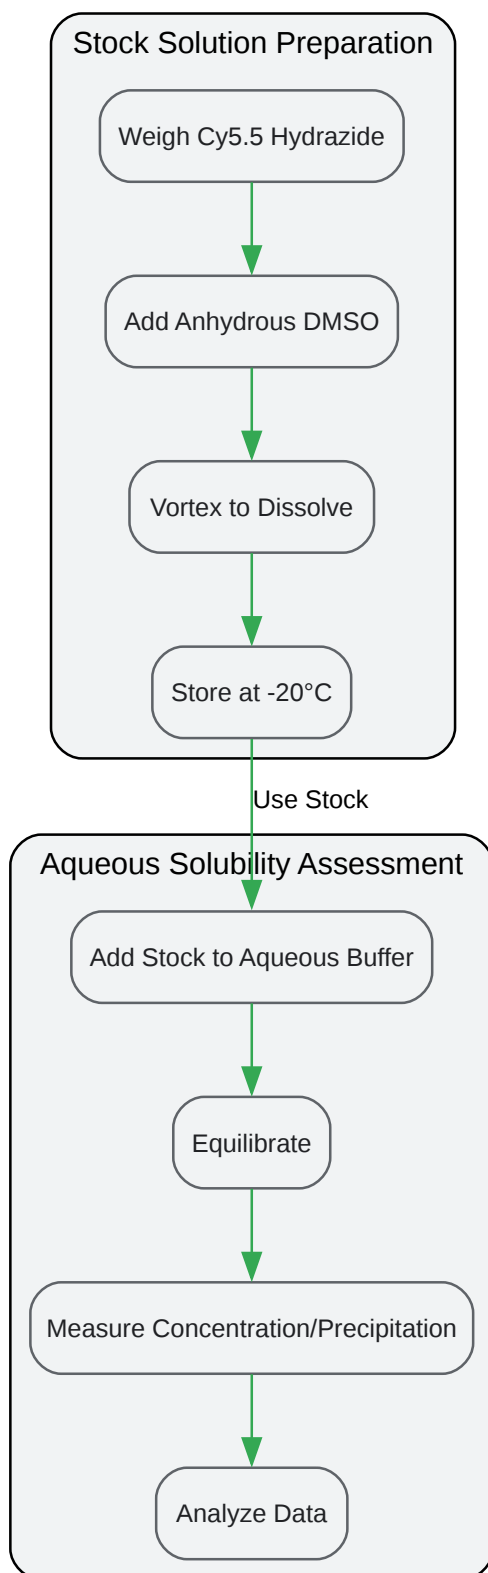 Stock Solution Preparation
Weigh Cy5.5 Hydrazide
Add Anhydrous DMSO
Vortex to Dissolve
Store at -20°C
Use Stock
Aqueous Solubility Assessment
Add Stock to Aqueous Buffer
Equilibrate
Measure Concentration/Precipitation
Analyze Data